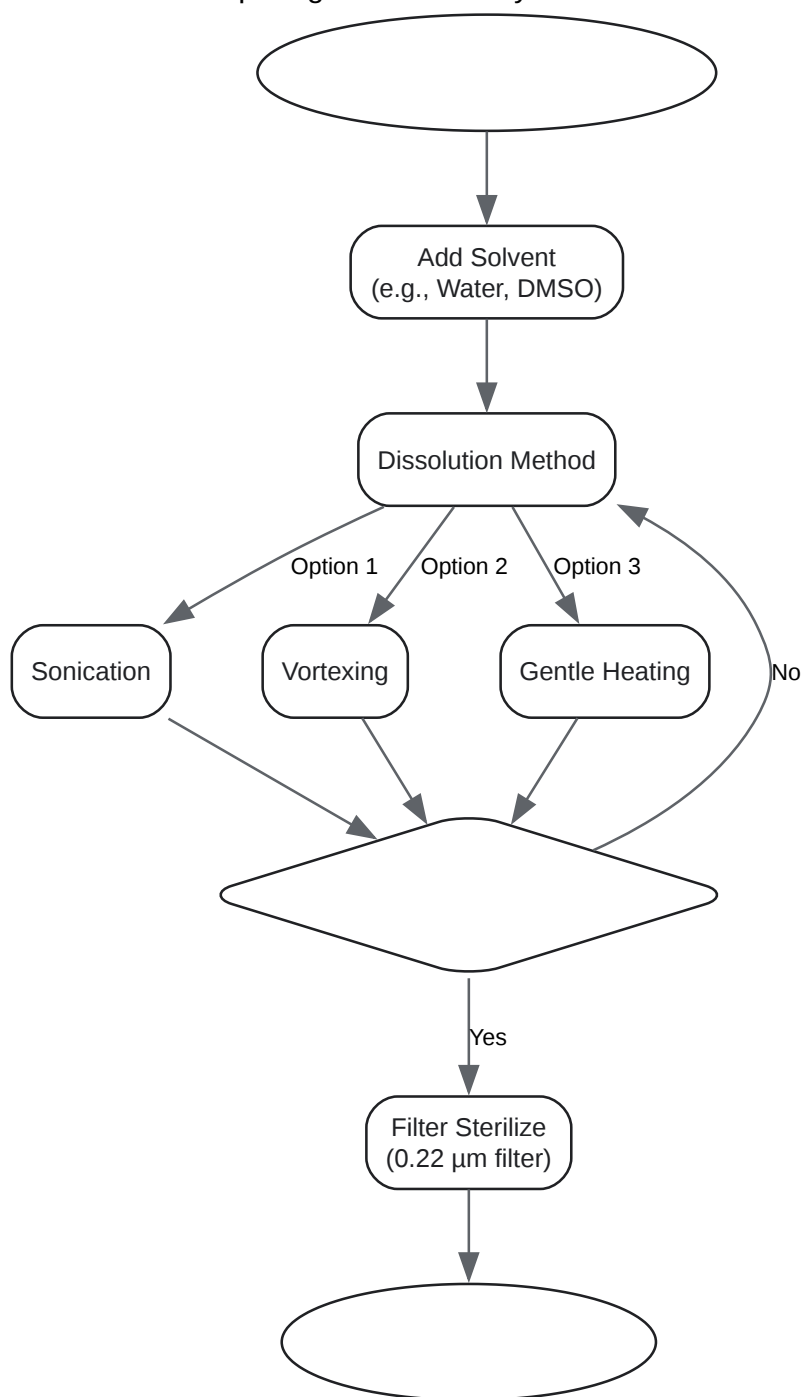 Add Solvent
(e.g., Water, DMSO)
Dissolution Method
Option 1
Option 2
Option 3
Sonication
Vortexing
Gentle Heating
No
Yes
Filter Sterilize
(0.22 µm filter)